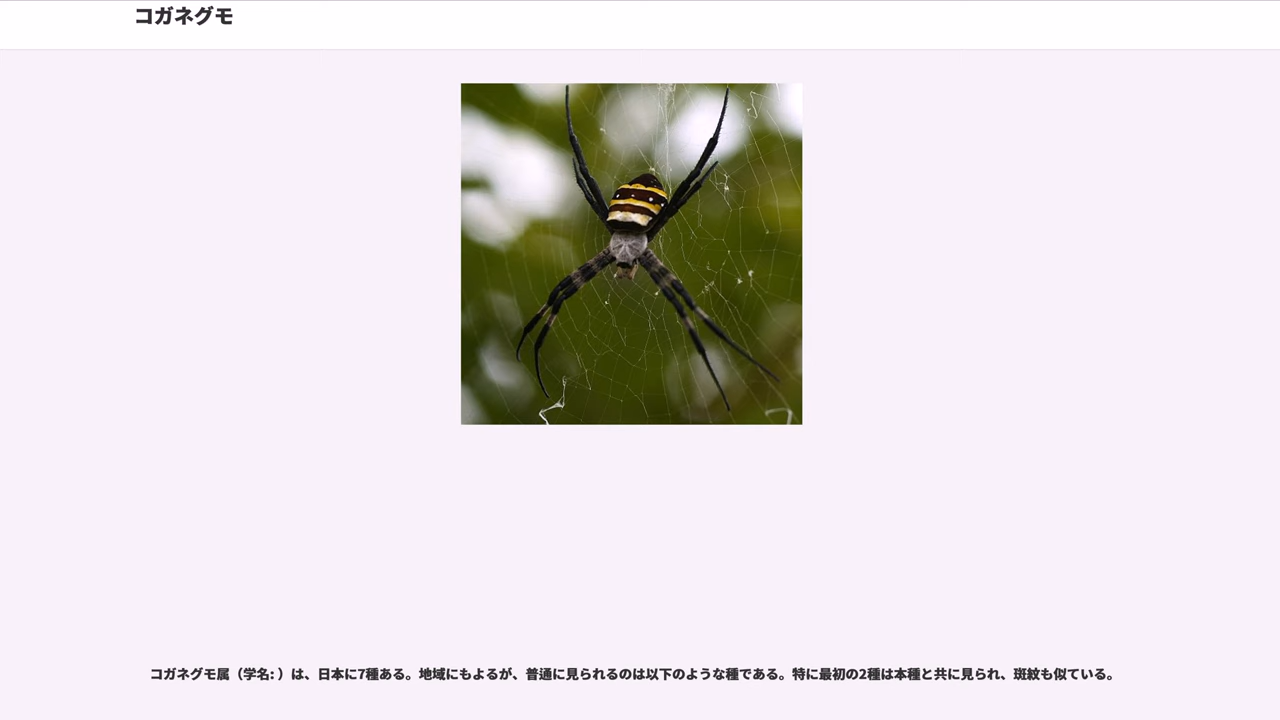 コガネグモ
コガネグモ属（学名: ）は、日本に7種ある。地域にもよるが、普通に見られるのは以下のような種である。特に最初の2種は本種と共に見られ、斑紋も似ている。